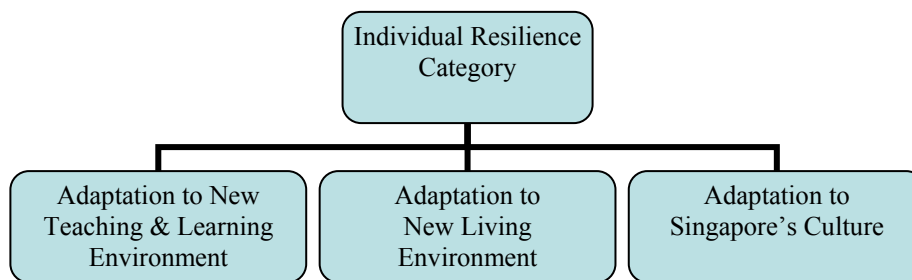 Individual Resilience
Category
Adaptation to New
Teaching & Learning
Environment
Adaptation to
New Living
Environment
Adaptation to
Singapore’s Culture